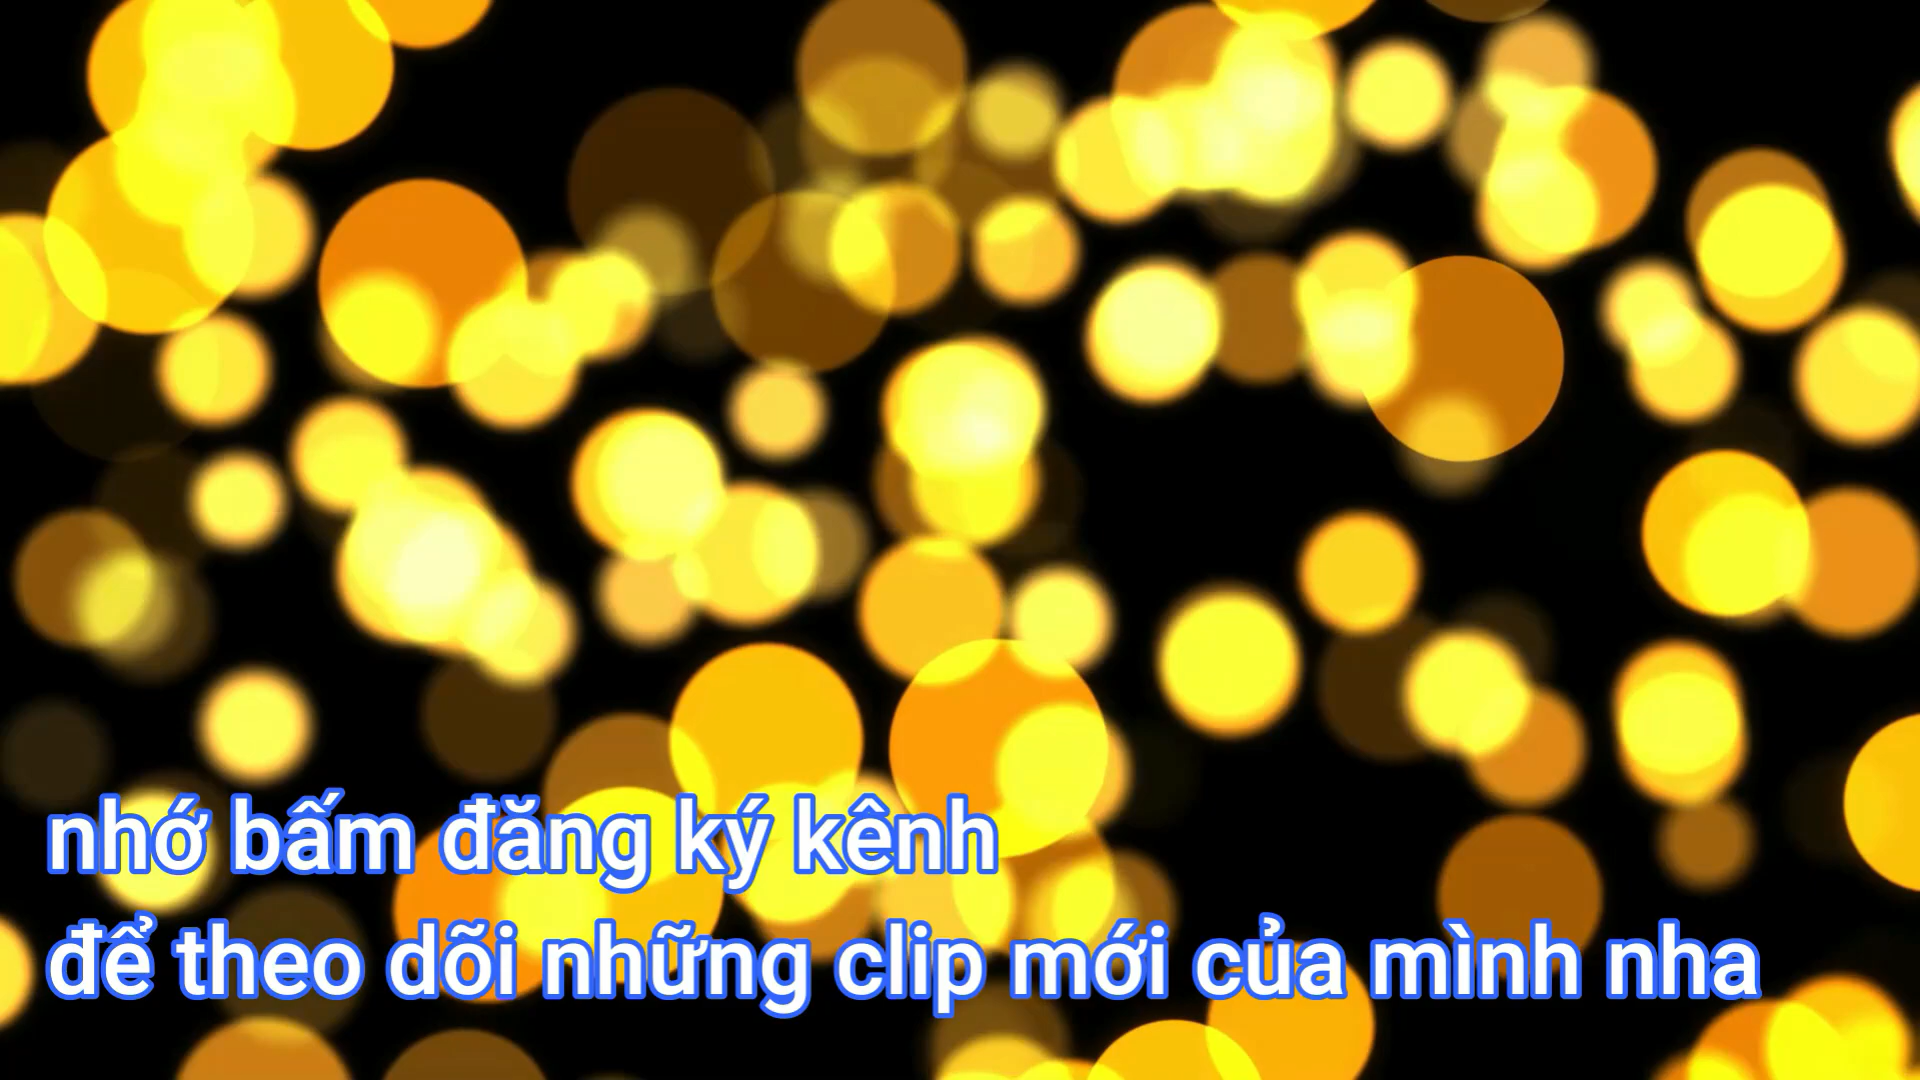 nhớ bấm đăng ký kênh
để theo dõi những clip mới của mình nha